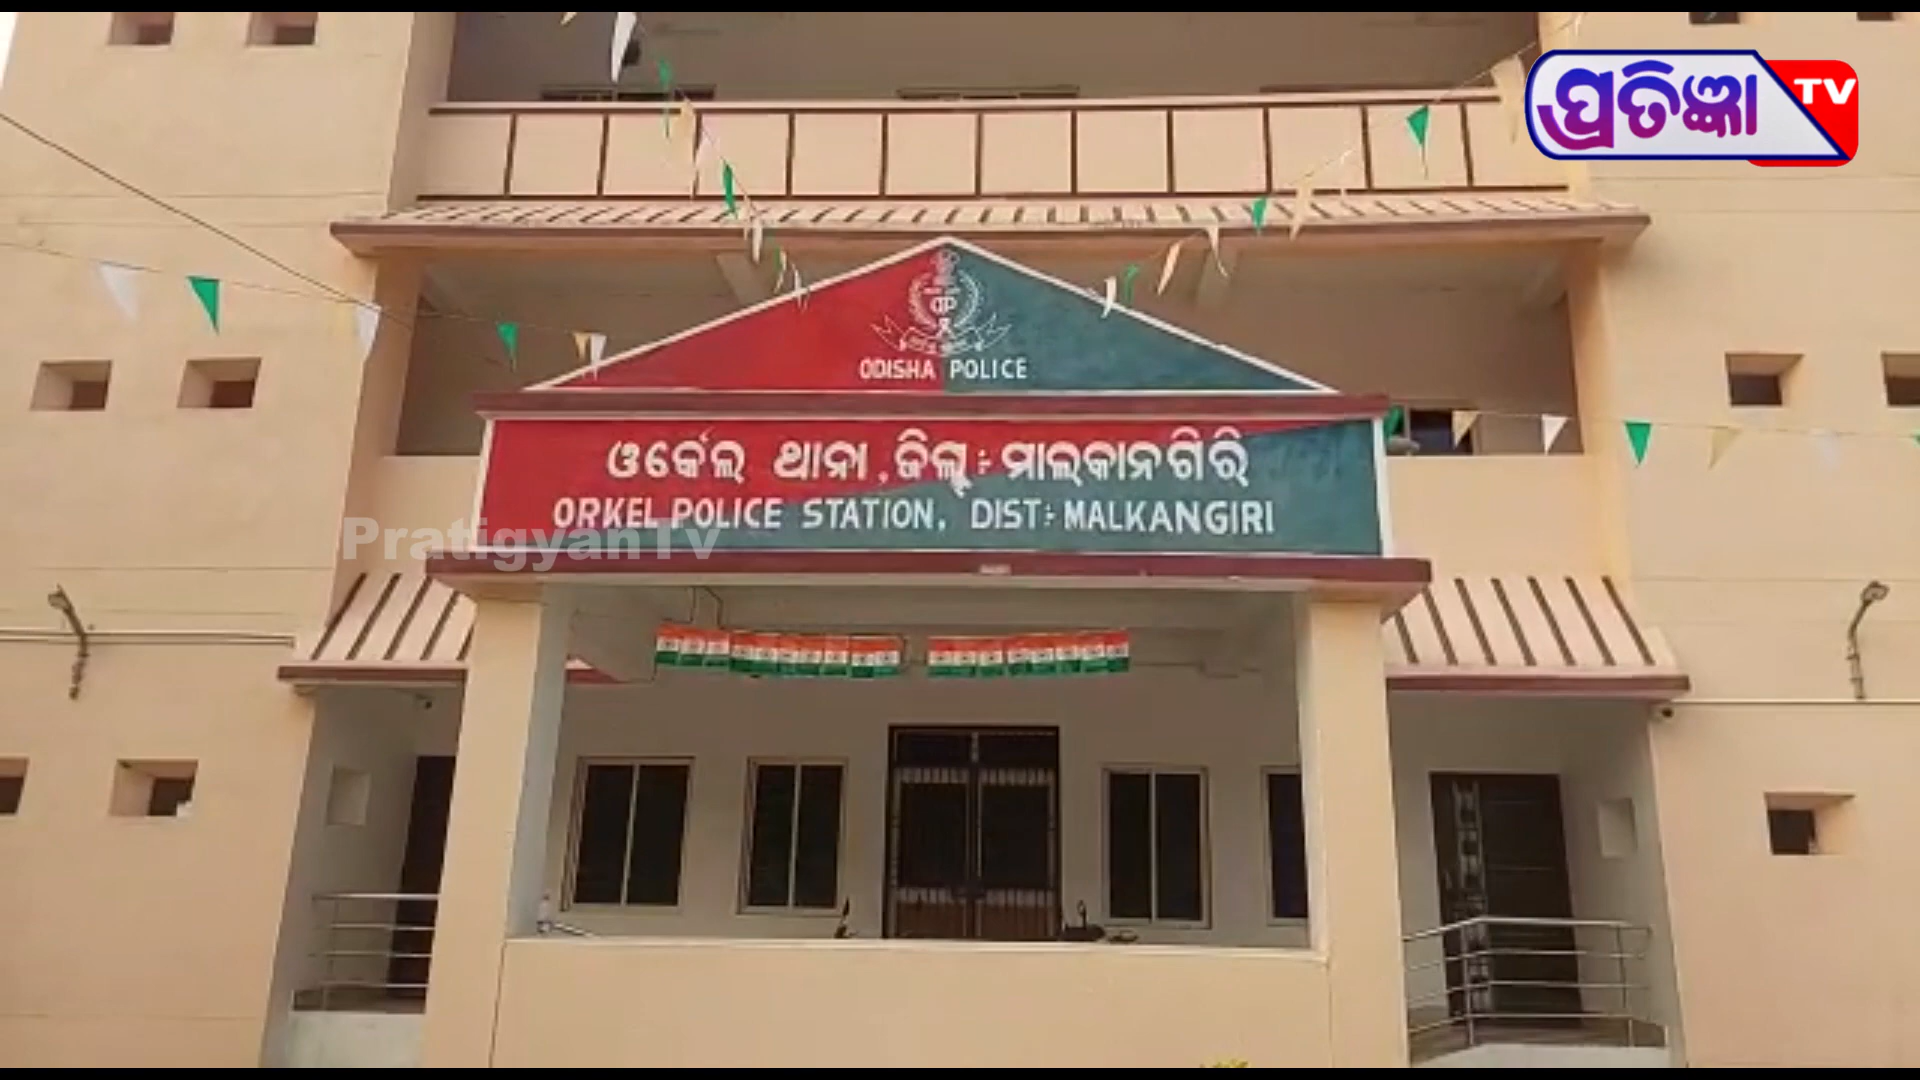 ପ୍ରତିଜ୍ଞା TV
ODISHA POLICE
ଓର୍କେଲ ଥାନା, ଜିଲ୍ଲା:- ମାଲକାନଗିରି
ORKEL POLICE STATION, DIST:- MALKANGIRI
PratigyanTv